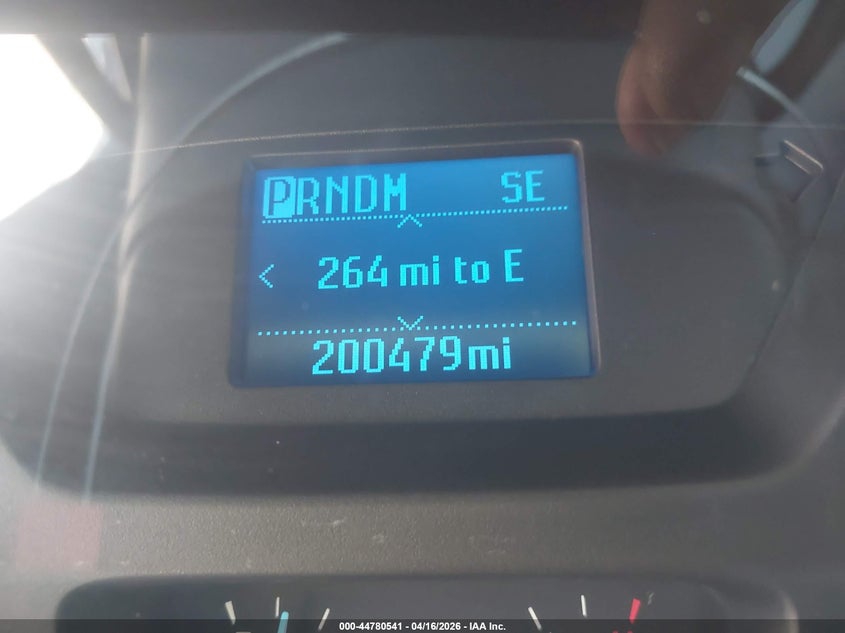 PRNDM SE
< 264 mi to E
200479mi
000-44780541 - 04/16/2026 - IAA Inc.